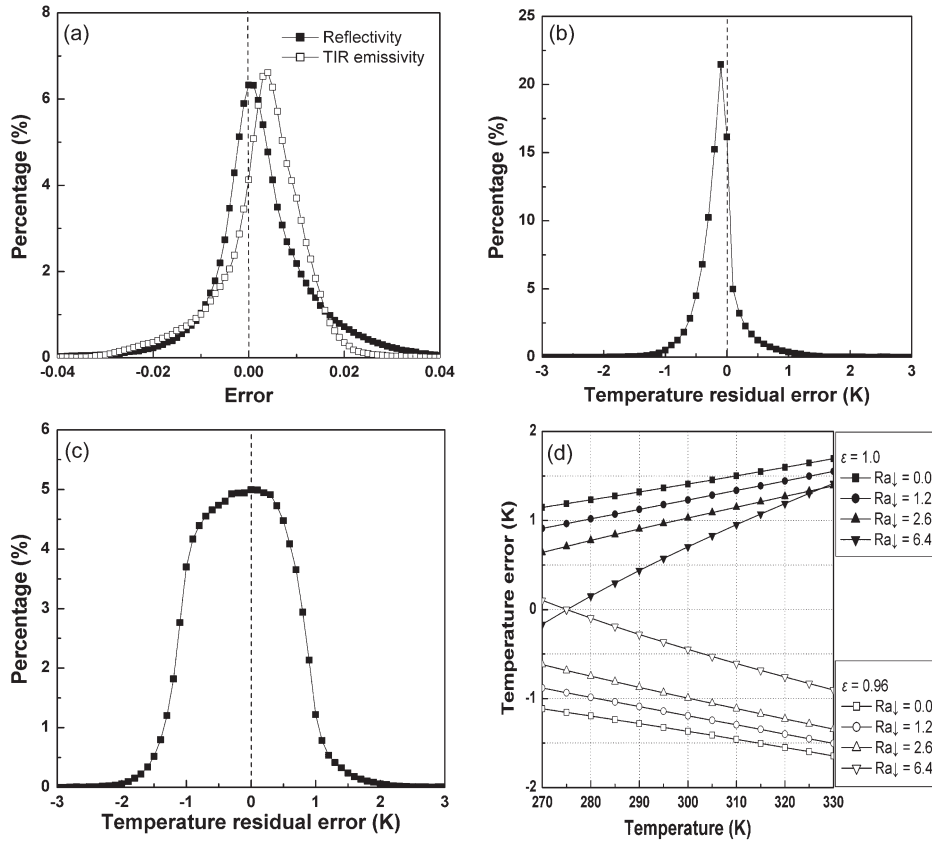 (a)
Reflectivity
TIR emissivity
Percentage (%)
8
6
4
2
0
-0.04
-0.02
0.00
0.02
0.04
Error
(b)
Percentage (%)
25
20
15
10
5
0
-3
-2
-1
0
1
2
3
Temperature residual error (K)
(c)
Percentage (%)
6
5
4
3
2
1
0
-3
-2
-1
0
1
2
3
Temperature residual error (K)
(d)
Temperature error (K)
2
1
0
-1
-2
270
280
290
300
310
320
330
Temperature (K)
ε = 1.0
Ra↓ = 0.0
Ra↓ = 1.2
Ra↓ = 2.6
Ra↓ = 6.4
ε = 0.96
Ra↓ = 0.0
Ra↓ = 1.2
Ra↓ = 2.6
Ra↓ = 6.4